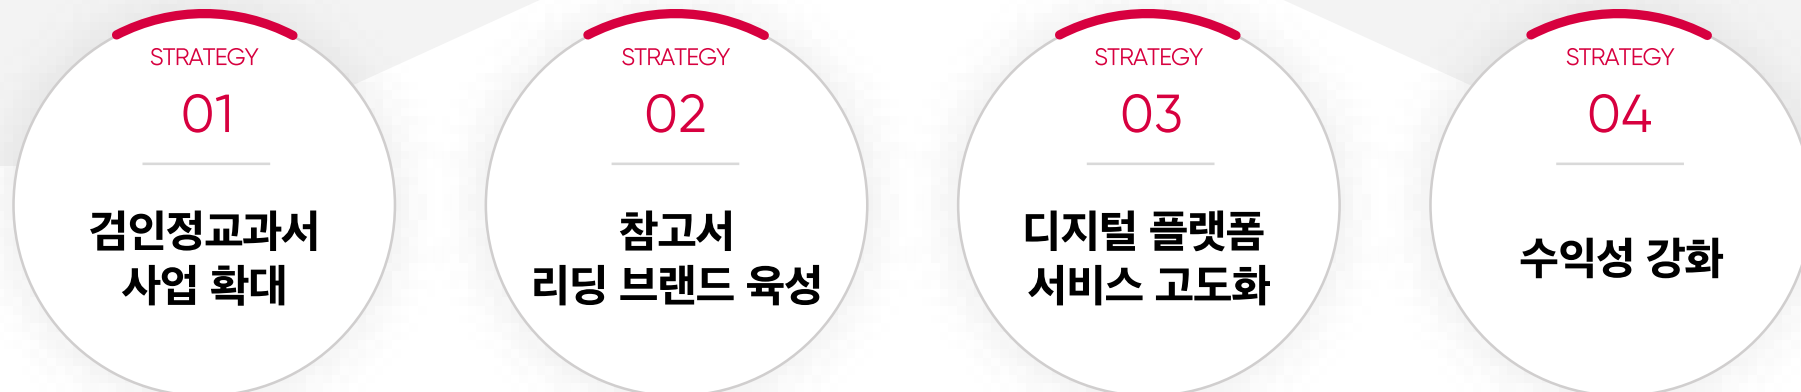 STRATEGY
01
검인정교과서
사업 확대
STRATEGY
02
참고서
리딩 브랜드 육성
STRATEGY
03
디지털 플랫폼
서비스 고도화
STRATEGY
04
수익성 강화